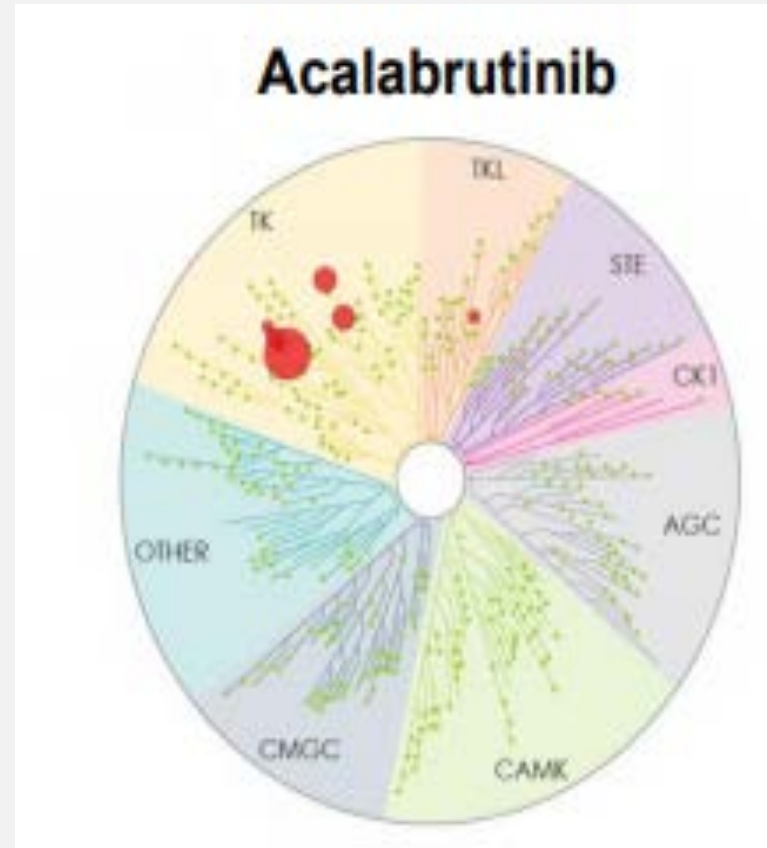 Acalabrutinib
TKL
TK
STE
CK1
AGC
OTHER
CMGC
CAMK